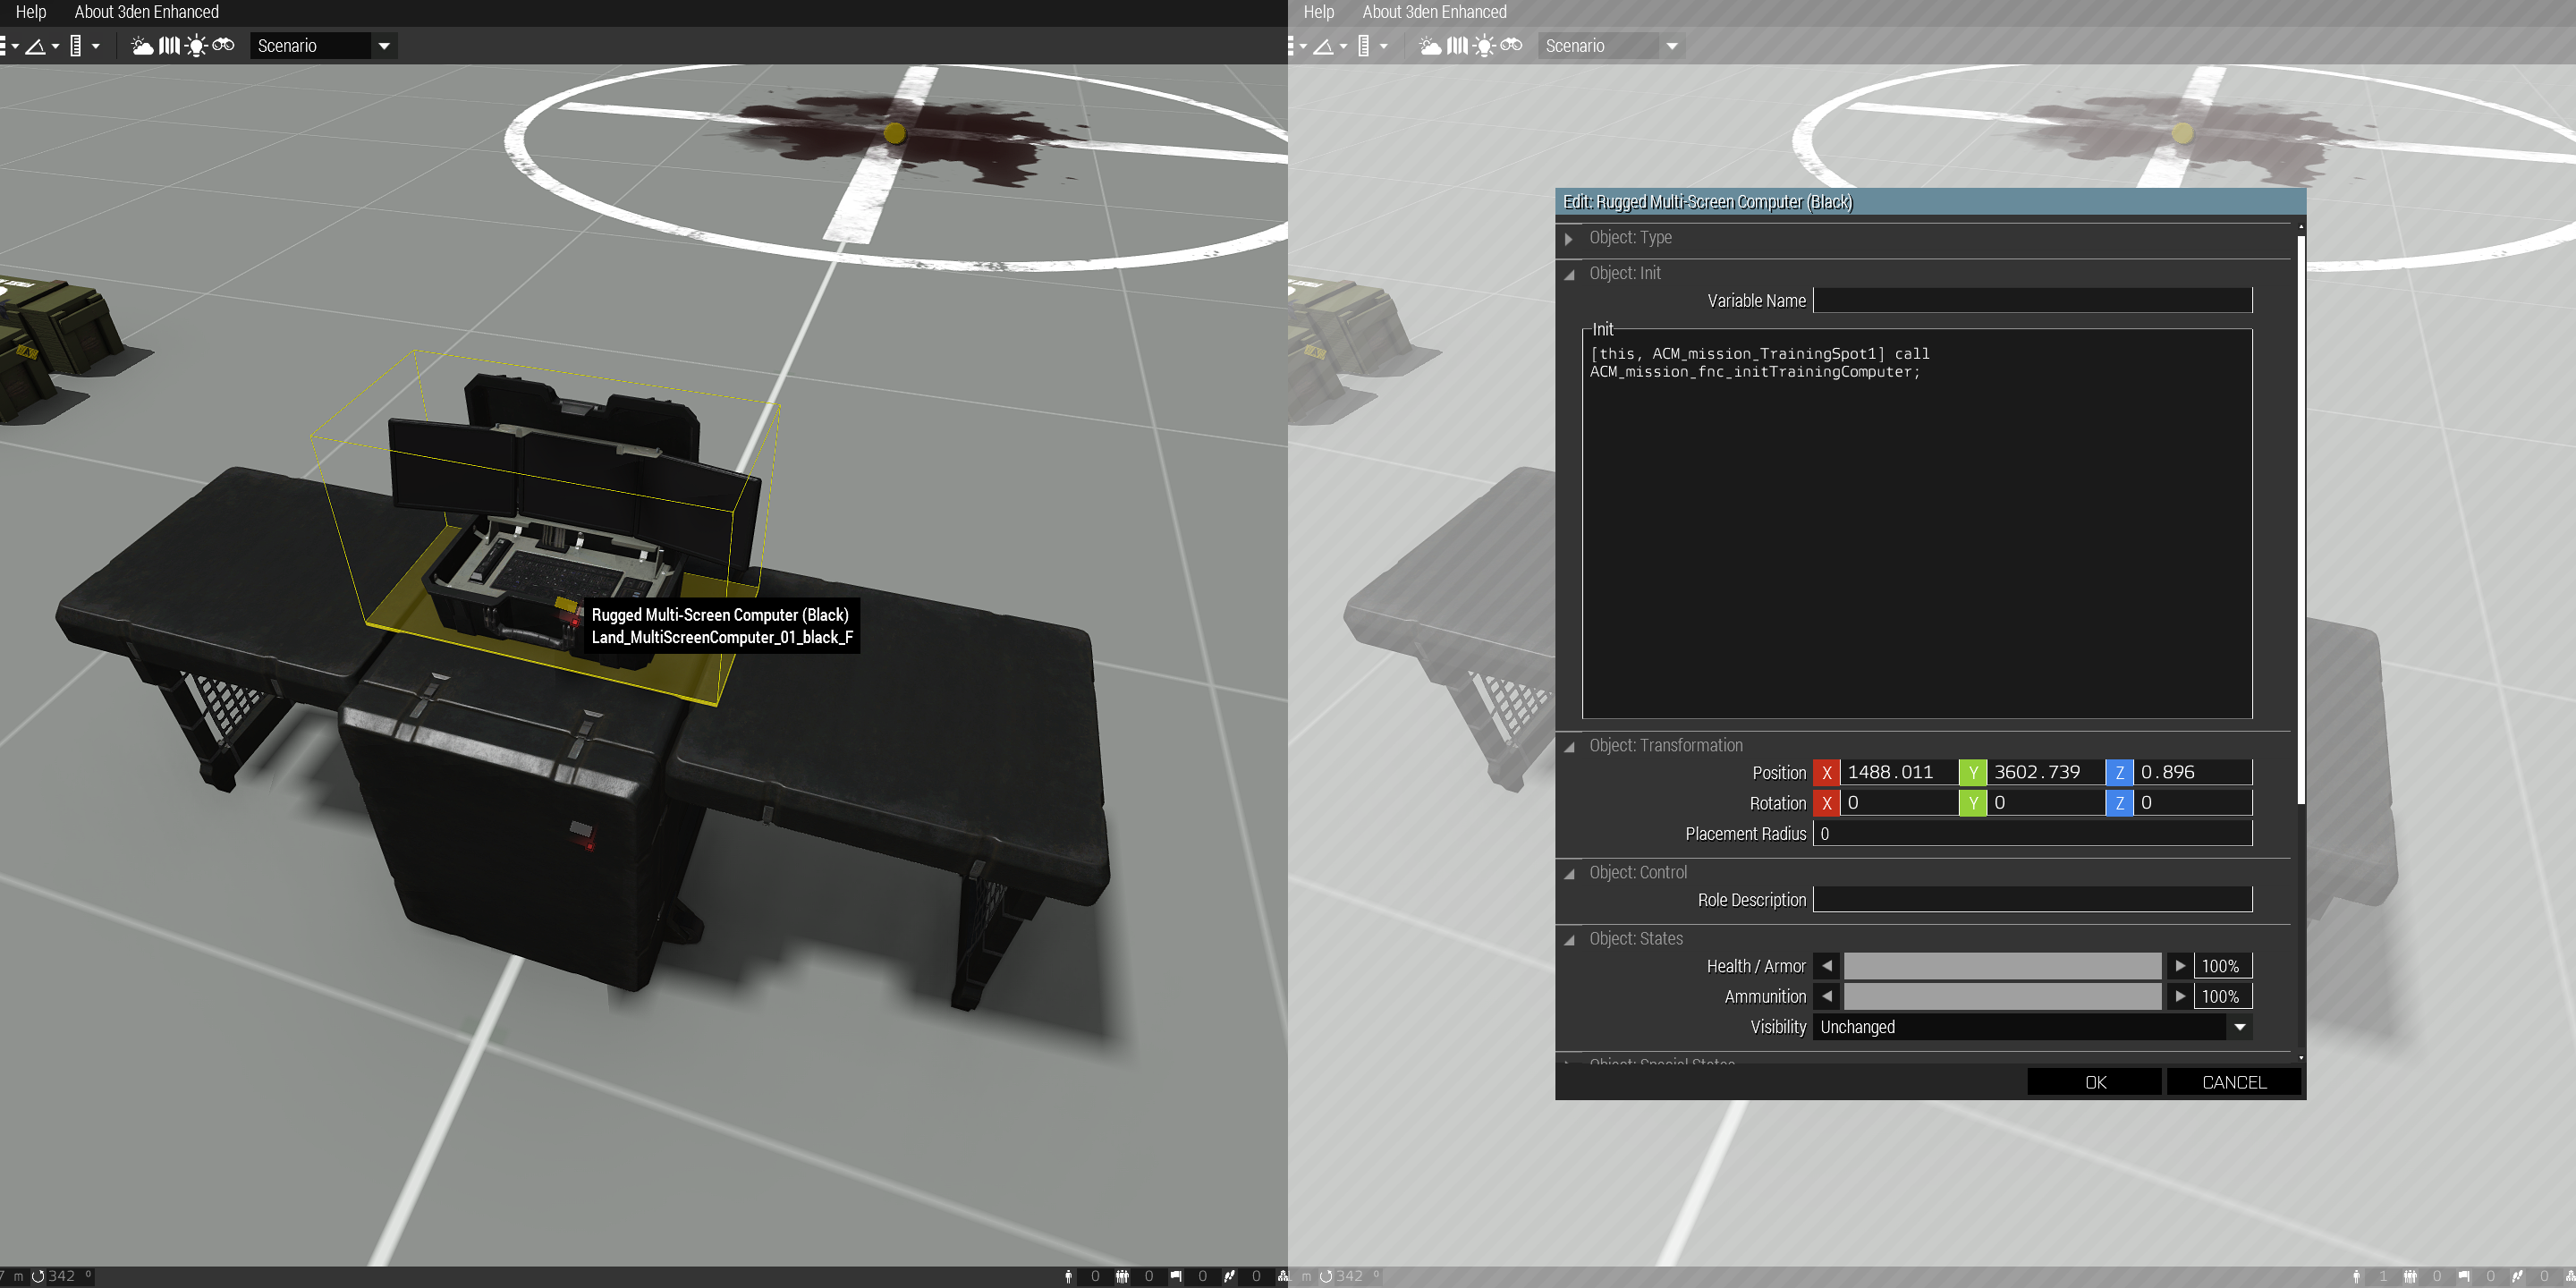 Help About 3den Enhanced
Scenario
Rugged Multi-Screen Computer (Black)
Land_MultiScreenComputer_01_black_F
m 342 °
0 0 0 0
Help About 3den Enhanced
Scenario
Edit: Rugged Multi-Screen Computer (Black)
Object: Type
Object: Init
Variable Name
Init
[this, ACM_mission_TrainingSpot1] call
ACM_mission_fnc_initTrainingComputer;
Object: Transformation
Position X 1488.011 Y 3602.739 Z 0.896
Rotation X 0 Y 0 Z 0
Placement Radius 0
Object: Control
Role Description
Object: States
Health / Armor 100%
Ammunition 100%
Visibility Unchanged
Object: Special States
OK CANCEL
m 342 °
1 0 0 0